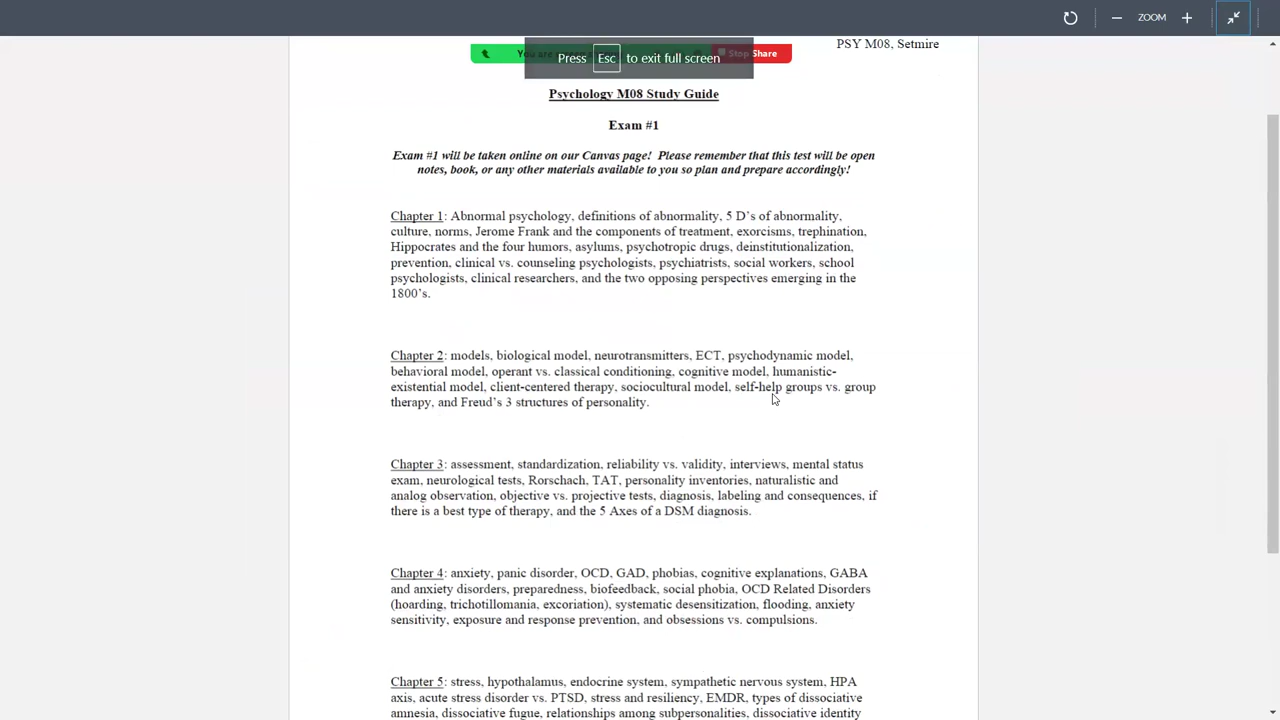 ZOOM
PSY M08, Setmire
You are screen
Stop Share
Press Esc to exit full screen
Psychology M08 Study Guide
Exam #1
Exam #1 will be taken online on our Canvas page! Please remember that this test will be open
notes, book, or any other materials available to you so plan and prepare accordingly!
Chapter 1: Abnormal psychology, definitions of abnormality, 5 D's of abnormality,
culture, norms, Jerome Frank and the components of treatment, exorcisms, trephination,
Hippocrates and the four humors, asylums, psychotropic drugs, deinstitutionalization,
prevention, clinical vs. counseling psychologists, psychiatrists, social workers, school
psychologists, clinical researchers, and the two opposing perspectives emerging in the
1800's.
Chapter 2: models, biological model, neurotransmitters, ECT, psychodynamic model,
behavioral model, operant vs. classical conditioning, cognitive model, humanistic-
existential model, client-centered therapy, sociocultural model, self-help groups vs. group
therapy, and Freud's 3 structures of personality.
Chapter 3: assessment, standardization, reliability vs. validity, interviews, mental status
exam, neurological tests, Rorschach, TAT, personality inventories, naturalistic and
analog observation, objective vs. projective tests, diagnosis, labeling and consequences, if
there is a best type of therapy, and the 5 Axes of a DSM diagnosis.
Chapter 4: anxiety, panic disorder, OCD, GAD, phobias, cognitive explanations, GABA
and anxiety disorders, preparedness, biofeedback, social phobia, OCD Related Disorders
(hoarding, trichotillomania, excoriation), systematic desensitization, flooding, anxiety
sensitivity, exposure and response prevention, and obsessions vs. compulsions.
Chapter 5: stress, hypothalamus, endocrine system, sympathetic nervous system, HPA
axis, acute stress disorder vs. PTSD, stress and resiliency, EMDR, types of dissociative
amnesia, dissociative fugue, relationships among subpersonalities, dissociative identity